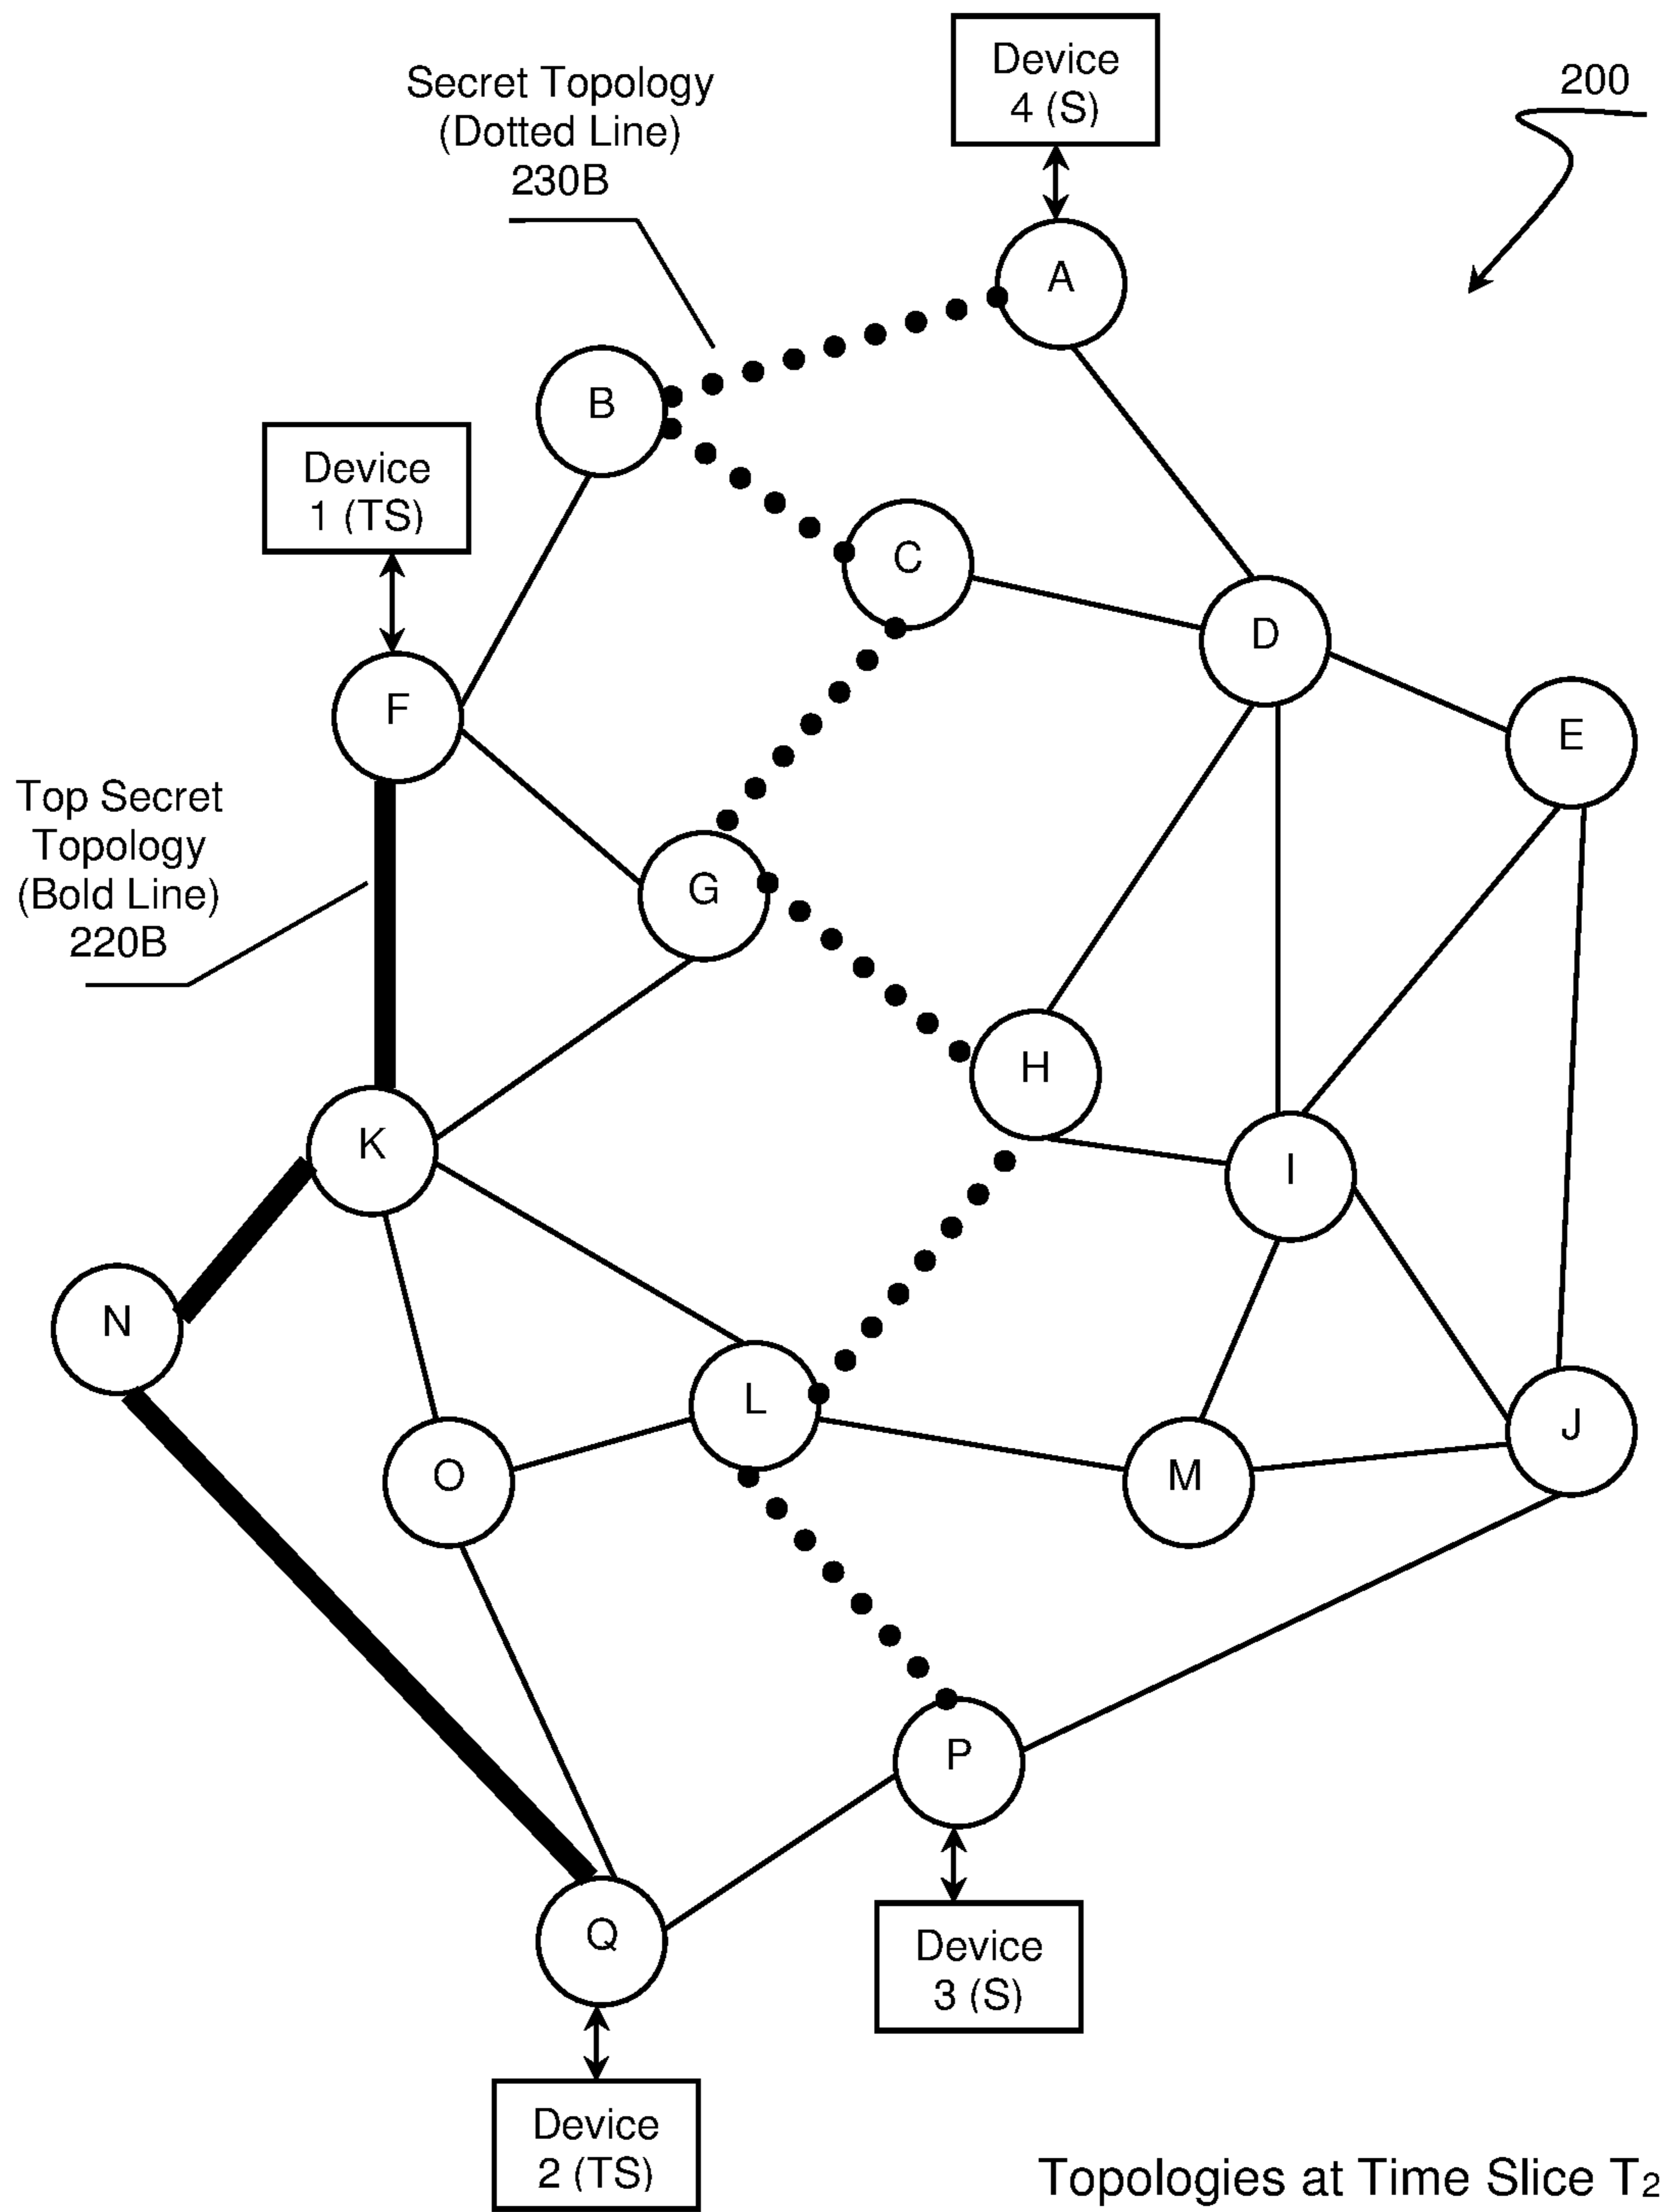 Device
4 (S)
200
Secret Topology
(Dotted Line)
230B
A
B
Device
1 (TS)
C
D
F
E
Top Secret
Topology
(Bold Line)
220B
G
H
K
I
N
L
J
O
M
P
Q
Device
3 (S)
Device
2 (TS)
Topologies at Time Slice T2